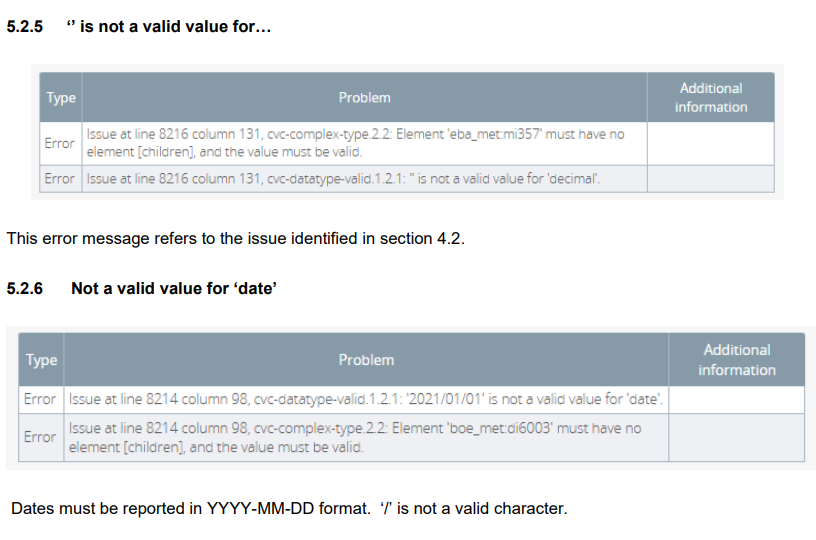 5.2.5 ‘’ is not a valid value for…
Type Problem Additional information
Error Issue at line 8216 column 131, cvc-complex-type.2.2: Element 'eba_met:mi357' must have no
element [children], and the value must be valid.
Error Issue at line 8216 column 131, cvc-datatype-valid.1.2.1: '' is not a valid value for 'decimal'.
This error message refers to the issue identified in section 4.2.
5.2.6 Not a valid value for ‘date’
Type Problem Additional information
Error Issue at line 8214 column 98, cvc-datatype-valid.1.2.1: '2021/01/01' is not a valid value for 'date'.
Error Issue at line 8214 column 98, cvc-complex-type.2.2: Element 'boe_met:di6003' must have no
element [children], and the value must be valid.
Dates must be reported in YYYY-MM-DD format. ‘/’ is not a valid character.